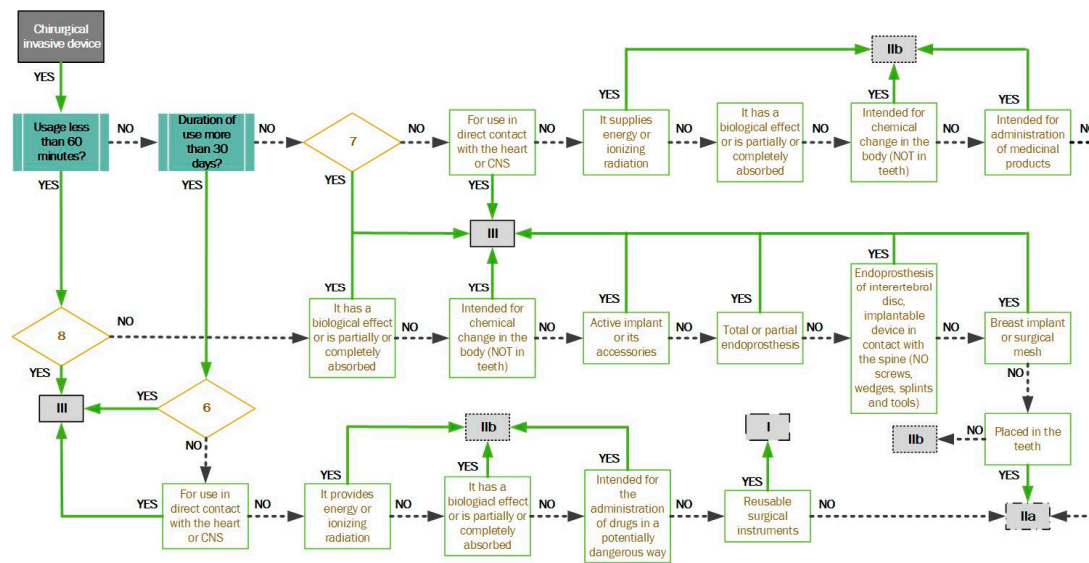 Chirurgical
invasive device
YES
Usage less
than 60
minutes?
NO
Duration of
use more
than 30
days?
NO
7
NO
For use in
direct contact
with the heart
or CNS
NO
It supplies
energy or
ionizing
radiation
NO
It has a
biological effect
or is partially or
completely
absorbed
NO
Intended for
chemical
change in the
body (NOT in
teeth)
NO
Intended for
administration
of medicinal
products
NO
YES
IIb
YES
YES
YES
YES
YES
YES
III
YES
YES
YES
YES
YES
YES
8
NO
It has a
biological effect
or is partially or
completely
absorbed
NO
Intended for
chemical
change in the
body (NOT in
teeth)
NO
Active implant
or its
accessories
NO
Total or partial
endoprosthesis
NO
Endoprosthesis
of interertebral
disc,
implantable
device in
contact with
the spine (NO
screws,
wedges, splints
and tools)
NO
Breast implant
or surgical
mesh
NO
YES
III
YES
6
NO
IIb
NO
Placed in the
teeth
YES
IIa
YES
For use in
direct contact
with the heart
or CNS
NO
It provides
energy or
ionizing
radiation
NO
It has a
biologiacl effect
or is partially or
completely
absorbed
NO
Intended for
the
administration
of drugs in a
potentially
dangerous way
NO
Reusable
surgical
instruments
NO
YES
IIb
YES
YES
I
YES